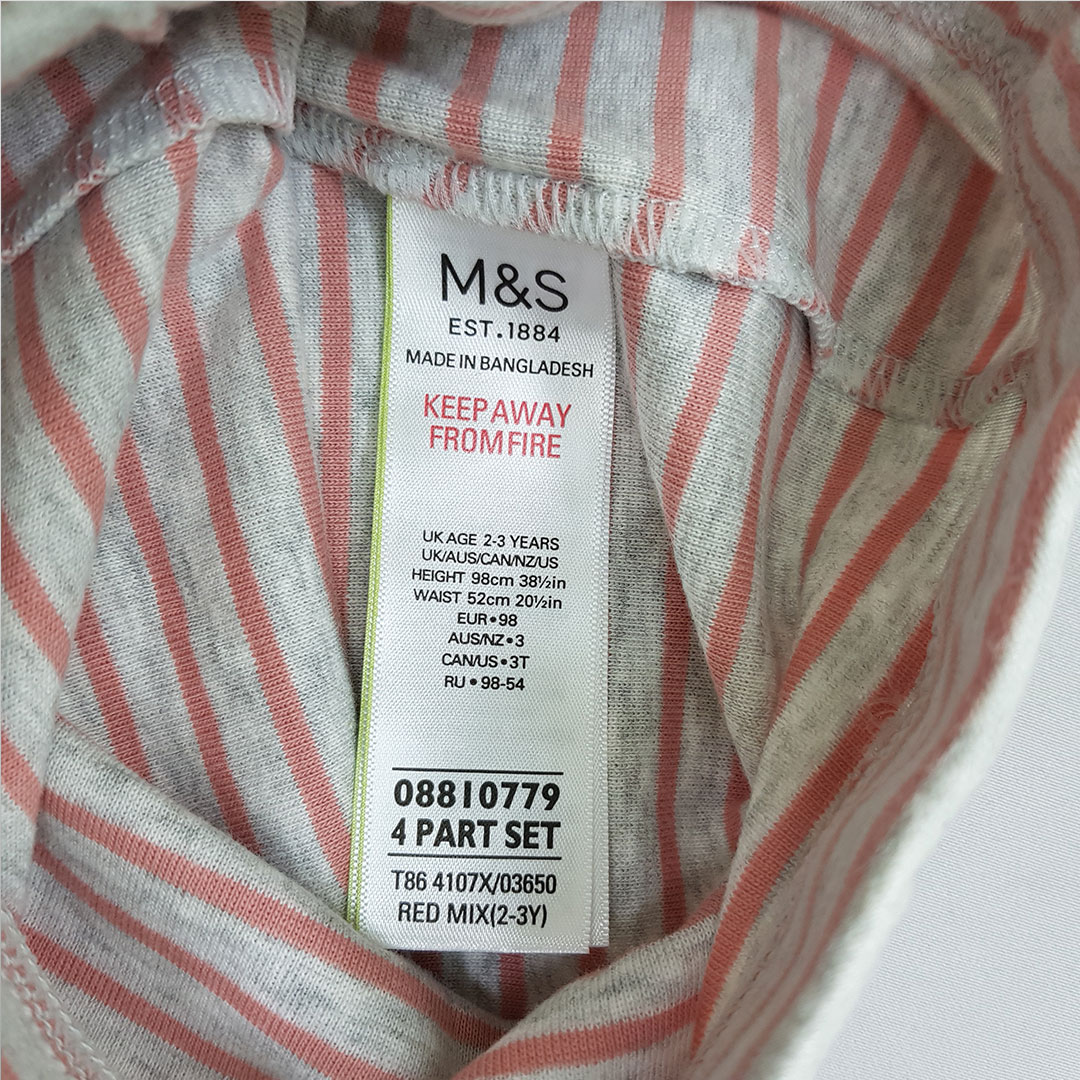 M&S
EST.1884
MADE IN BANGLADESH
KEEP AWAY
FROM FIRE
UK AGE 2-3 YEARS
UK/AUS/CAN/NZ/US
HEIGHT 98cm 38½in
WAIST 52cm 20½in
EUR•98
AUS/NZ•3
CAN/US•3T
RU•98-54
08810779
4 PART SET
T86 4107X/03650
RED MIX(2-3Y)